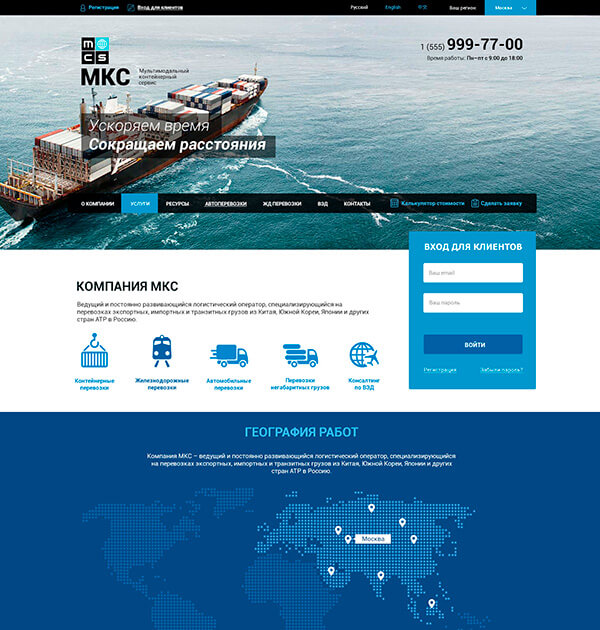 Регистрация Вход для клиентов Русский English 中文 Ваш регион Москва
mcs
МКС Мультимодальный
контейнерный
сервис
1 (555) 999-77-00
Время работы: Пн–пт с 9:00 до 18:00
Ускоряем время
Сокращаем расстояния
О КОМПАНИИ УСЛУГИ РЕСУРСЫ АВТОПЕРЕВОЗКИ ЖД ПЕРЕВОЗКИ ВЭД КОНТАКТЫ Калькулятор стоимости Сделать заявку
ВХОД ДЛЯ КЛИЕНТОВ
Ваш email
Ваш пароль
ВОЙТИ
Регистрация Забыли пароль?
КОМПАНИЯ МКС
Ведущий и постоянно развивающийся логистический оператор, специализирующийся на
перевозках экспортных, импортных и транзитных грузов из Китая, Южной Кореи, Японии и других
стран АТР в Россию.
Контейнерные
перевозки
Железнодорожные
перевозки
Автомобильные
перевозки
Перевозки
негабаритных грузов
Консалтинг
по ВЭД
ГЕОГРАФИЯ РАБОТ
Компания МКС – ведущий и постоянно развивающийся логистический оператор, специализирующийся
на перевозках экспортных, импортных и транзитных грузов из Китая, Южной Кореи, Японии и других
стран АТР в Россию.
Москва